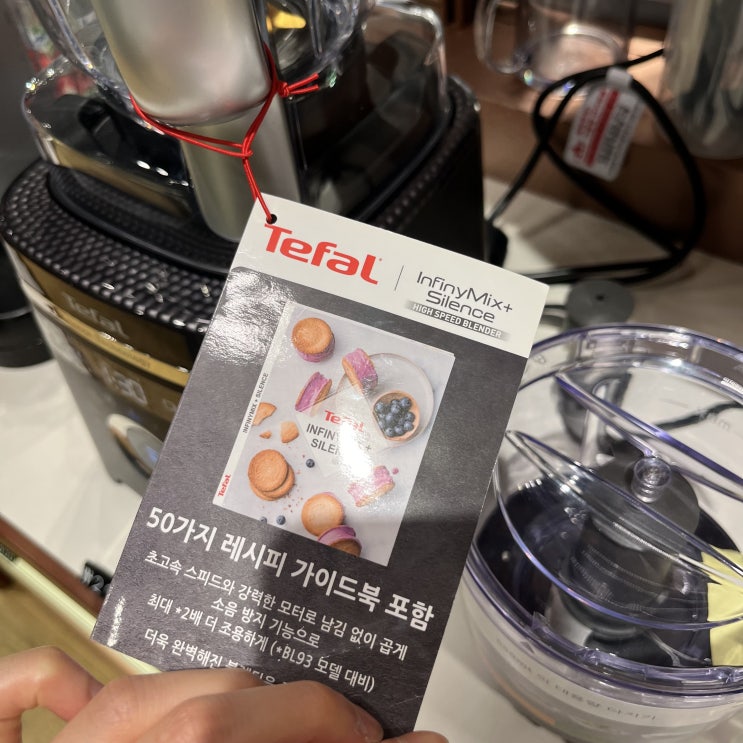 Tefal
InfinyMix+
Silence
HIGH SPEED BLENDER
Tefal
INFINYMIX + SILENCE
Tefal
Tefal
50가지 레시피 가이드북 포함
초고속 스피드와 강력한 모터로 남김 없이 곱게
소음 방지 기능으로
최대 *2배 더 조용하게 (*BL93 모델 대비)
더욱 완벽해진